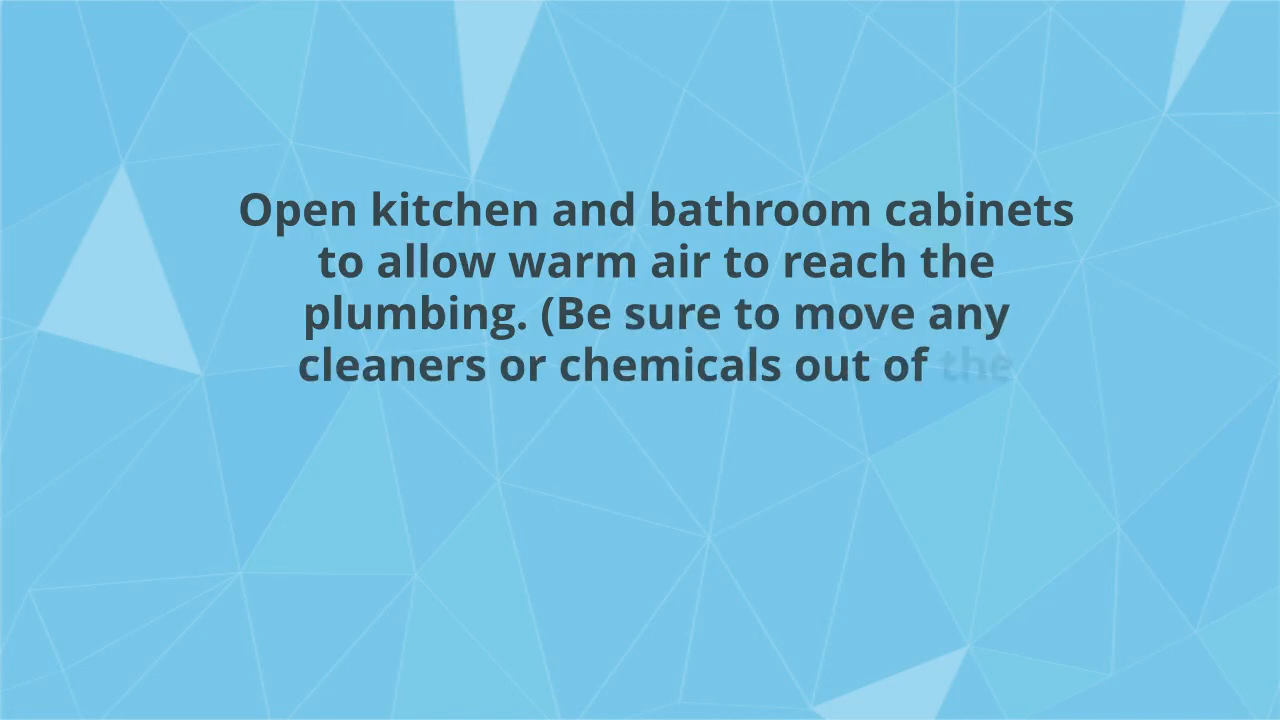 Open kitchen and bathroom cabinets
to allow warm air to reach the
plumbing. (Be sure to move any
cleaners or chemicals out of the